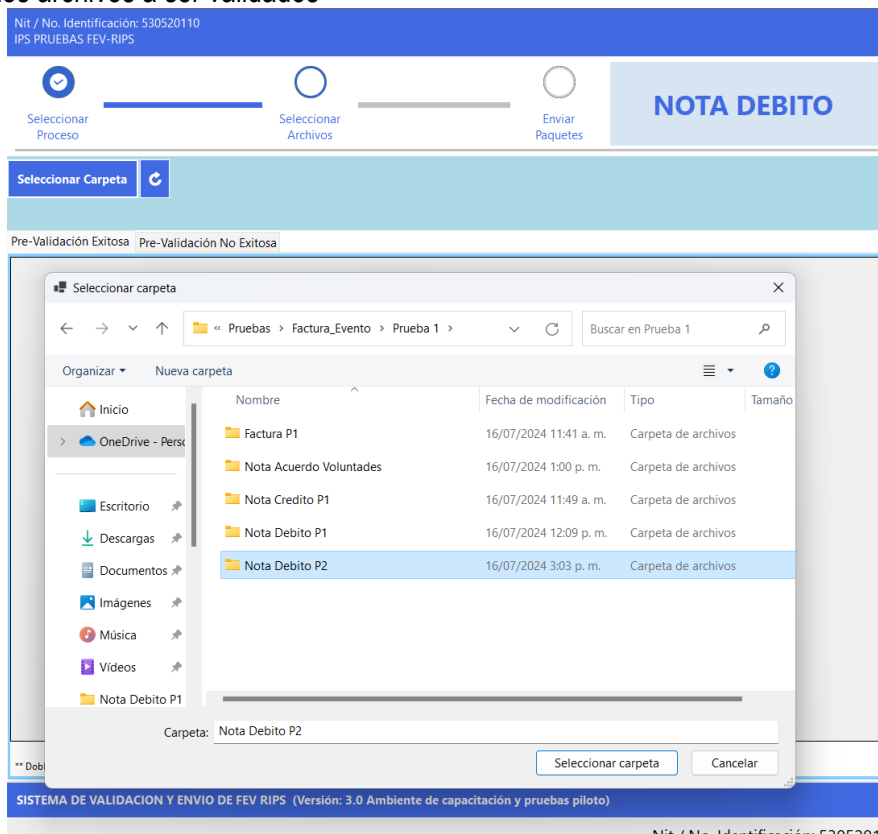 archivos a ser validados
Nit / No. Identificación: 530520110
IPS PRUEBAS FEV-RIPS
Seleccionar
Proceso
Seleccionar
Archivos
Enviar
Paquetes
NOTA DEBITO
Seleccionar Carpeta
Pre-Validación Exitosa Pre-Validación No Exitosa
Seleccionar carpeta
« Pruebas > Factura_Evento > Prueba 1 >
Buscar en Prueba 1
Organizar Nueva carpeta
Nombre Fecha de modificación Tipo Tamaño
Inicio
OneDrive - Perso
Escritorio
Descargas
Documentos
Imágenes
Música
Vídeos
Nota Debito P1
Factura P1 16/07/2024 11:41 a. m. Carpeta de archivos
Nota Acuerdo Voluntades 16/07/2024 1:00 p. m. Carpeta de archivos
Nota Credito P1 16/07/2024 11:49 a. m. Carpeta de archivos
Nota Debito P1 16/07/2024 12:09 p. m. Carpeta de archivos
Nota Debito P2 16/07/2024 3:03 p. m. Carpeta de archivos
Carpeta: Nota Debito P2
Seleccionar carpeta Cancelar
** Dobl
SISTEMA DE VALIDACION Y ENVIO DE FEV RIPS (Versión: 3.0 Ambiente de capacitación y pruebas piloto)